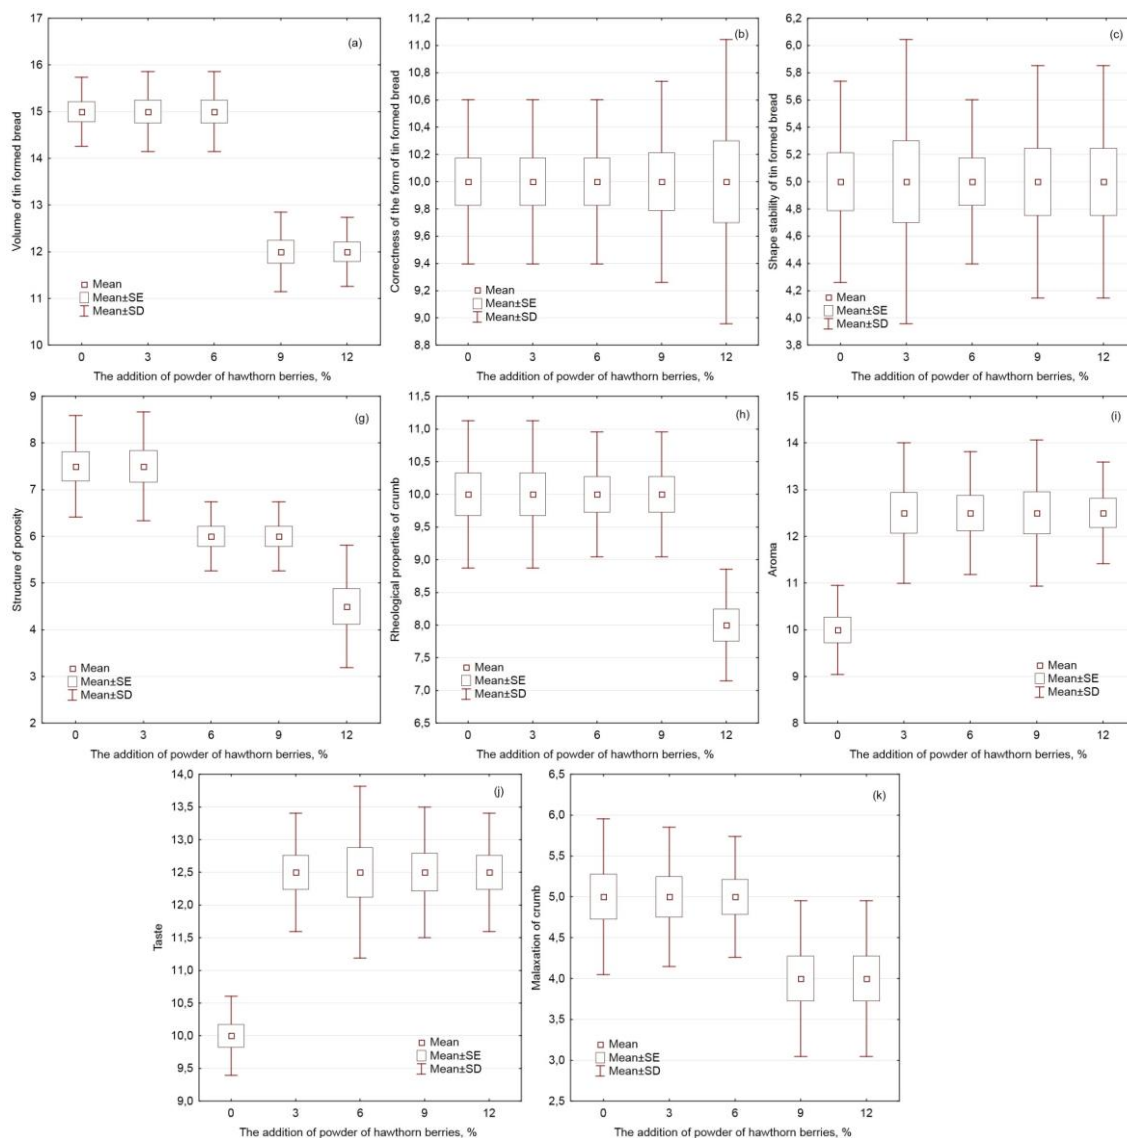 17
16
15
14
13
12
11
10
Volume of tin formed bread
(a)
Mean
Mean±SE
Mean±SD
0 3 6 9 12
The addition of powder of hawthorn berries, %
11,2
11,0
10,8
10,6
10,4
10,2
10,0
9,8
9,6
9,4
9,2
9,0
8,8
Correctness of the form of tin formed bread
(b)
Mean
Mean±SE
Mean±SD
0 3 6 9 12
The addition of powder of hawthorn berries, %
6,2
6,0
5,8
5,6
5,4
5,2
5,0
4,8
4,6
4,4
4,2
4,0
3,8
Shape stability of tin formed bread
(c)
Mean
Mean±SE
Mean±SD
0 3 6 9 12
The addition of powder of hawthorn berries, %
9
8
7
6
5
4
3
2
Structure of porosity
(g)
Mean
Mean±SE
Mean±SD
0 3 6 9 12
The addition of powder of hawthorn berries, %
11,5
11,0
10,5
10,0
9,5
9,0
8,5
8,0
7,5
7,0
6,5
Rheological properties of crumb
(h)
Mean
Mean±SE
Mean±SD
0 3 6 9 12
The addition of powder of hawthorn berries, %
15
14
13
12
11
10
9
8
Aroma
(i)
Mean
Mean±SE
Mean±SD
0 3 6 9 12
The addition of powder of hawthorn berries, %
14,0
13,5
13,0
12,5
12,0
11,5
11,0
10,5
10,0
9,5
9,0
Taste
(j)
Mean
Mean±SE
Mean±SD
0 3 6 9 12
The addition of powder of hawthorn berries, %
6,5
6,0
5,5
5,0
4,5
4,0
3,5
3,0
2,5
Malaxation of crumb
(k)
Mean
Mean±SE
Mean±SD
0 3 6 9 12
The addition of powder of hawthorn berries, %